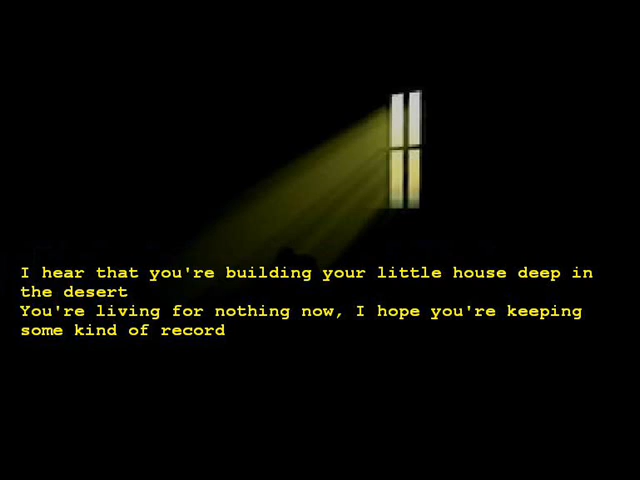 I hear that you're building your little house deep in
the desert
You're living for nothing now, I hope you're keeping
some kind of record